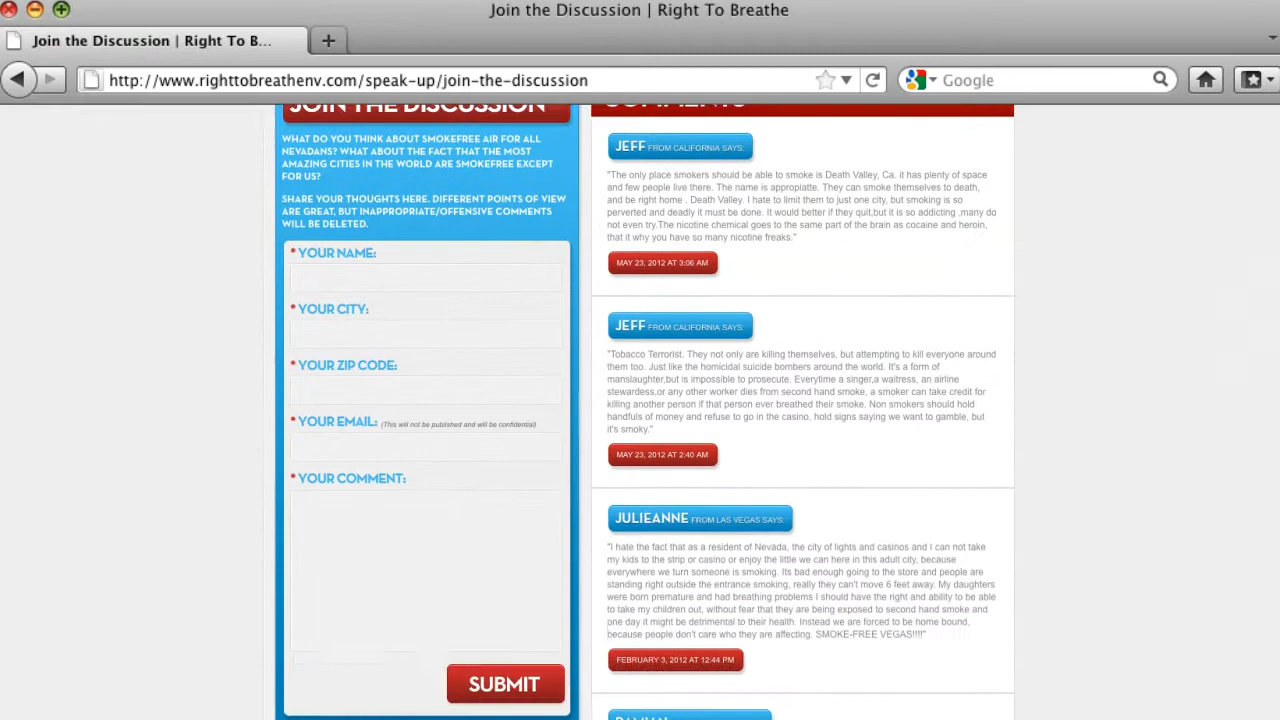 Join the Discussion | Right To Breathe
Join the Discussion | Right To B...
http://www.righttobreathenv.com/speak-up/join-the-discussion
Google
JOIN THE DISCUSSION
WHAT DO YOU THINK ABOUT SMOKEFREE AIR FOR ALL
NEVADANS? WHAT ABOUT THE FACT THAT THE MOST
AMAZING CITIES IN THE WORLD ARE SMOKEFREE EXCEPT
FOR US?
SHARE YOUR THOUGHTS HERE. DIFFERENT POINTS OF VIEW
ARE GREAT, BUT INAPPROPRIATE/OFFENSIVE COMMENTS
WILL BE DELETED.
* YOUR NAME:
* YOUR CITY:
* YOUR ZIP CODE:
* YOUR EMAIL: (This will not be published and will be confidential)
* YOUR COMMENT:
SUBMIT
COMMENTS
JEFF FROM CALIFORNIA SAYS:
"The only place smokers should be able to smoke is Death Valley, Ca. it has plenty of space
and few people live there. The name is appropiatte. They can smoke themselves to death,
and be right home . Death Valley. I hate to limit them to just one city, but smoking is so
perverted and deadly it must be done. It would better if they quit,but it is so addicting ,many do
not even try.The nicotine chemical goes to the same part of the brain as cocaine and heroin,
that it why you have so many nicotine freaks."
MAY 23, 2012 AT 3:06 AM
JEFF FROM CALIFORNIA SAYS:
"Tobacco Terrorist. They not only are killing themselves, but attempting to kill everyone around
them too. Just like the homicidal suicide bombers around the world. It's a form of
manslaughter,but is impossible to prosecute. Everytime a singer,a waitress, an airline
stewardess,or any other worker dies from second hand smoke, a smoker can take credit for
killing another person if that person ever breathed their smoke. Non smokers should hold
handfuls of money and refuse to go in the casino, hold signs saying we want to gamble, but
it's smoky."
MAY 23, 2012 AT 2:40 AM
JULIEANNE FROM LAS VEGAS SAYS:
"I hate the fact that as a resident of Nevada, the city of lights and casinos and I can not take
my kids to the strip or casino or enjoy the little we can here in this adult city, because
everywhere we turn someone is smoking. Its bad enough going to the store and people are
standing right outside the entrance smoking, really they can't move 6 feet away. My daughters
were born premature and had breathing problems I should have the right and ability to be able
to take my children out, without fear that they are being exposed to second hand smoke and
one day it might be detrimental to their health. Instead we are forced to be home bound,
because people don't care who they are affecting. SMOKE-FREE VEGAS!!!!"
FEBRUARY 3, 2012 AT 12:44 PM